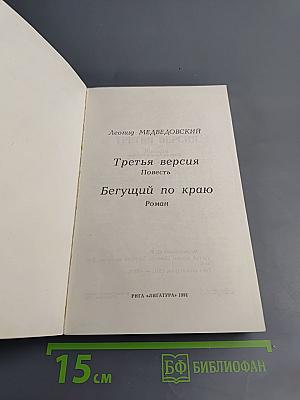 Леонид МЕДВЕДОВСКИЙ
Третья версия
Повесть
Бегущий по краю
Роман
РИГА «ЛИГАТУРА» 1991
15 см
БФ БИБЛИОФАН